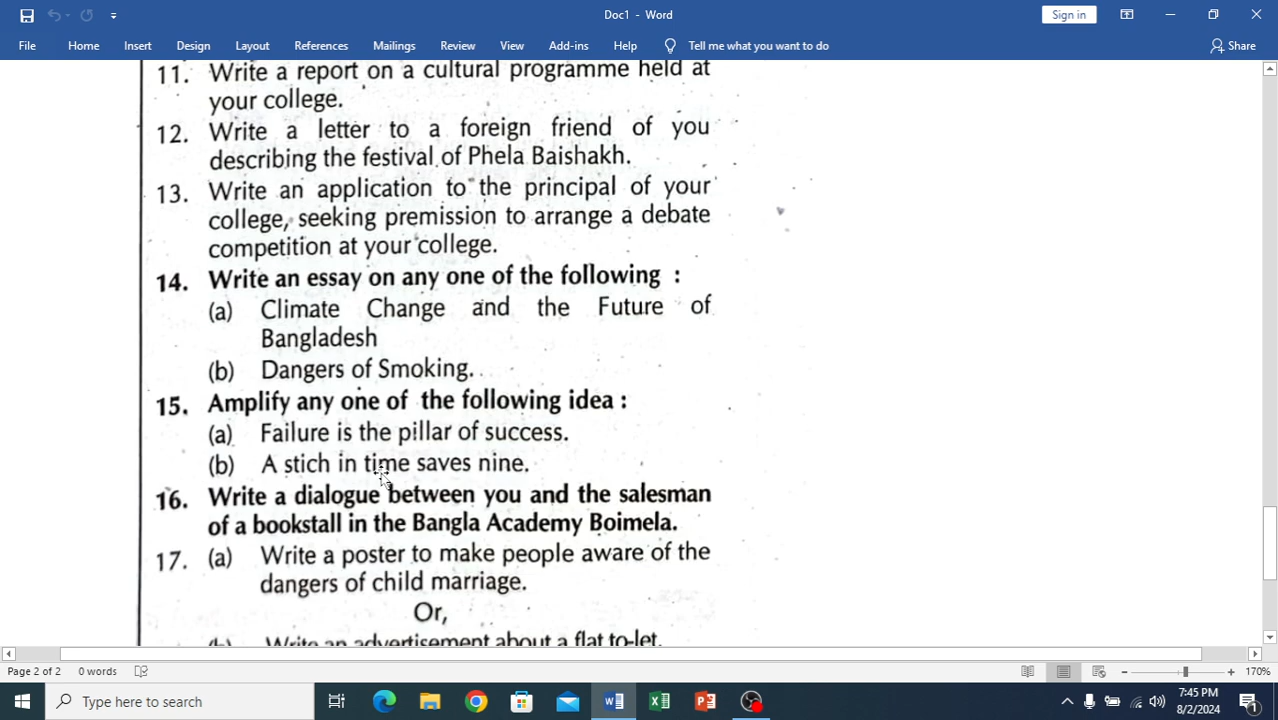 Doc1 - Word
Sign in
File Home Insert Design Layout References Mailings Review View Add-ins Help Tell me what you want to do Share
11. Write a report on a cultural programme held at
your college.
12. Write a letter to a foreign friend of you
describing the festival of Phela Baishakh.
13. Write an application to the principal of your
college, seeking premission to arrange a debate
competition at your college.
14. Write an essay on any one of the following :
(a) Climate Change and the Future of
Bangladesh
(b) Dangers of Smoking.
15. Amplify any one of the following idea :
(a) Failure is the pillar of success.
(b) A stich in time saves nine.
16. Write a dialogue between you and the salesman
of a bookstall in the Bangla Academy Boimela.
17. (a) Write a poster to make people aware of the
dangers of child marriage.
Or,
(b) Write an advertisement about a flat to-let.
Page 2 of 2 0 words 170%
Type here to search
7:45 PM
8/2/2024
1